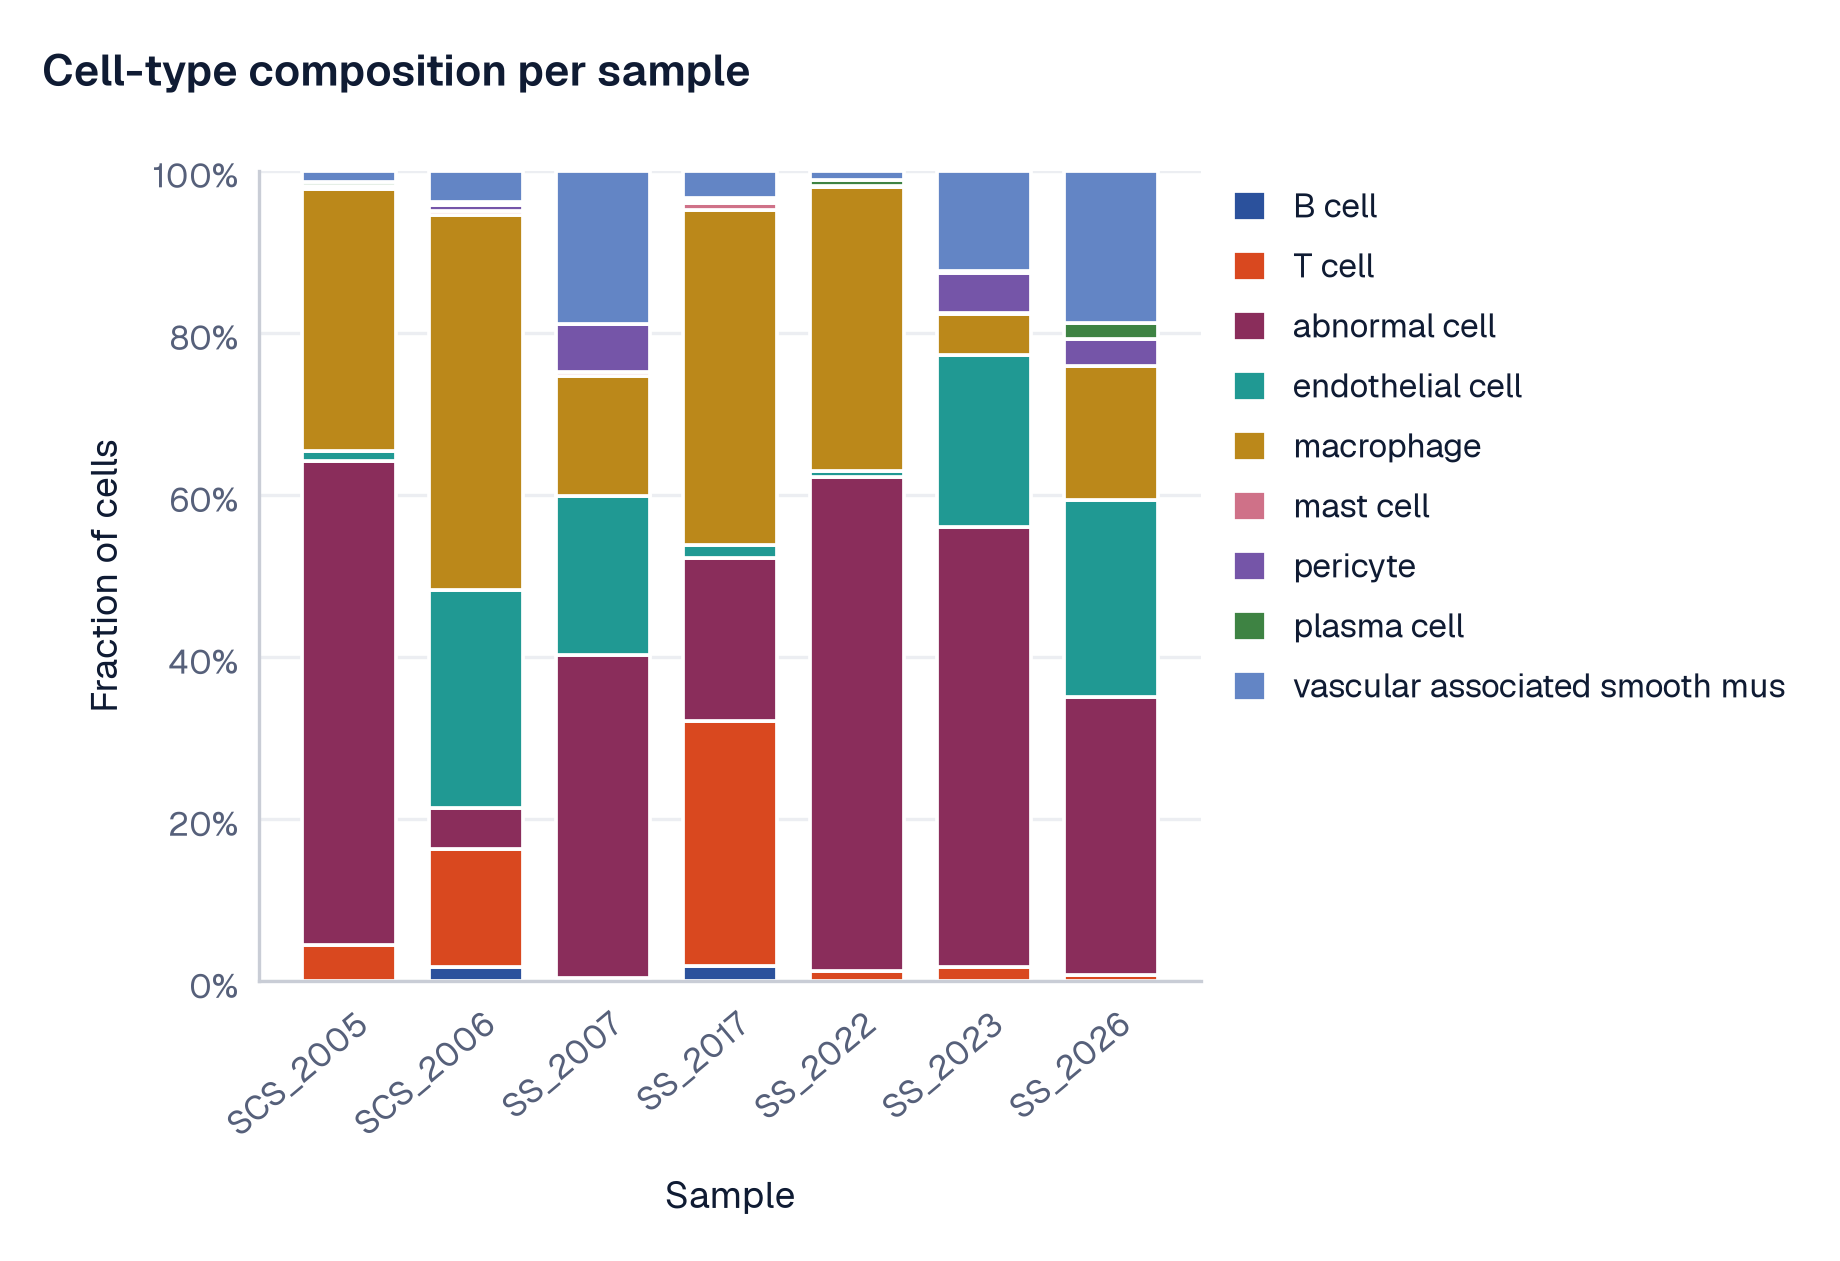 Cell-type composition per sample
100%
80%
60%
40%
20%
0%
Fraction of cells
SCS_2005
SCS_2006
SS_2007
SS_2017
SS_2022
SS_2023
SS_2026
Sample
B cell
T cell
abnormal cell
endothelial cell
macrophage
mast cell
pericyte
plasma cell
vascular associated smooth mus